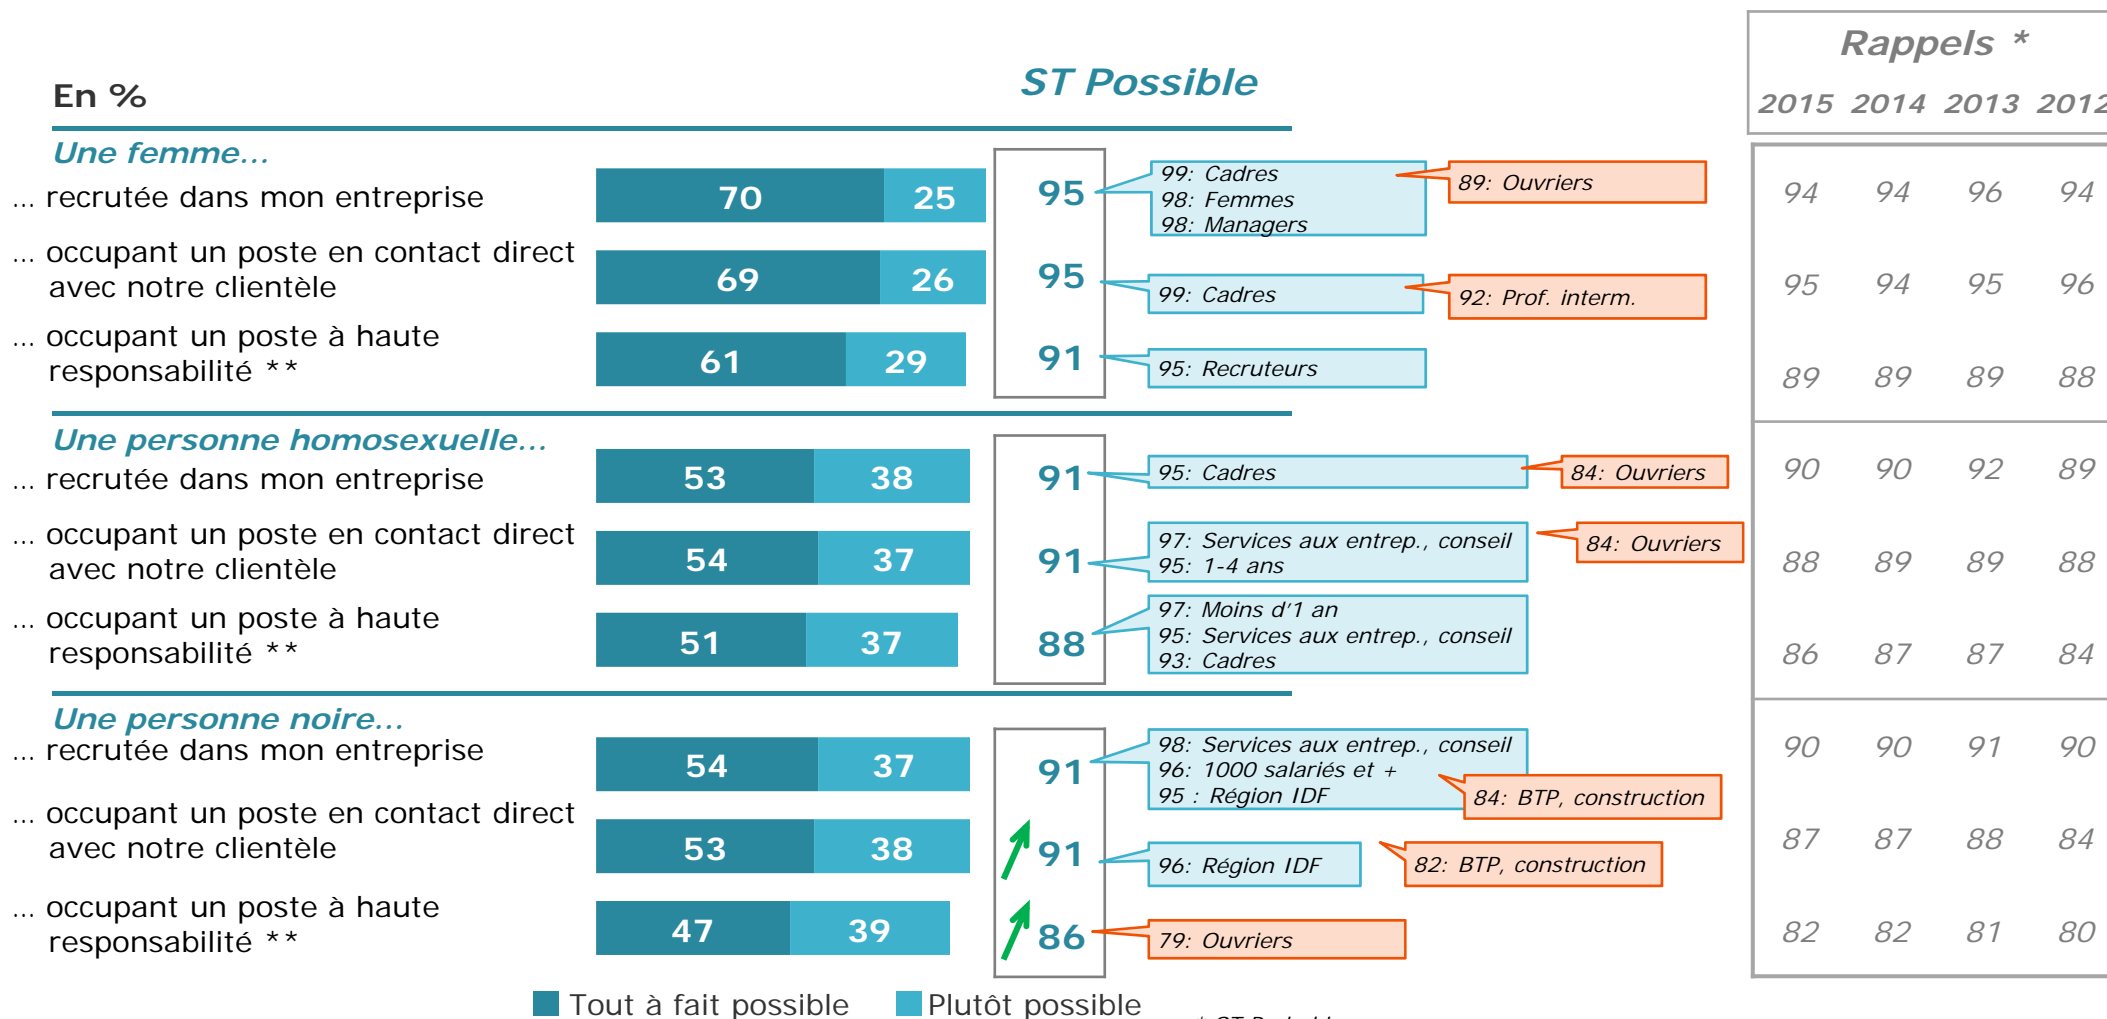 Rappels *
ST Possible
En %
2015 2014 2013 2012
Une femme...
... recrutée dans mon entreprise
70 25 95
99: Cadres
98: Femmes
98: Managers
89: Ouvriers
94 94 96 94
... occupant un poste en contact direct
avec notre clientèle
69 26 95
99: Cadres
92: Prof. interm.
95 94 95 96
... occupant un poste à haute
responsabilité **
61 29 91
95: Recruteurs
89 89 89 88
Une personne homosexuelle...
... recrutée dans mon entreprise
53 38 91
95: Cadres
84: Ouvriers
90 90 92 89
... occupant un poste en contact direct
avec notre clientèle
54 37 91
97: Services aux entrep., conseil
95: 1-4 ans
84: Ouvriers
88 89 89 88
... occupant un poste à haute
responsabilité **
51 37 88
97: Moins d'1 an
95: Services aux entrep., conseil
93: Cadres
86 87 87 84
Une personne noire...
... recrutée dans mon entreprise
54 37 91
98: Services aux entrep., conseil
96: 1000 salariés et +
95 : Région IDF
84: BTP, construction
90 90 91 90
... occupant un poste en contact direct
avec notre clientèle
53 38 91
96: Région IDF
82: BTP, construction
87 87 88 84
... occupant un poste à haute
responsabilité **
47 39 86
79: Ouvriers
82 82 81 80
Tout à fait possible Plutôt possible